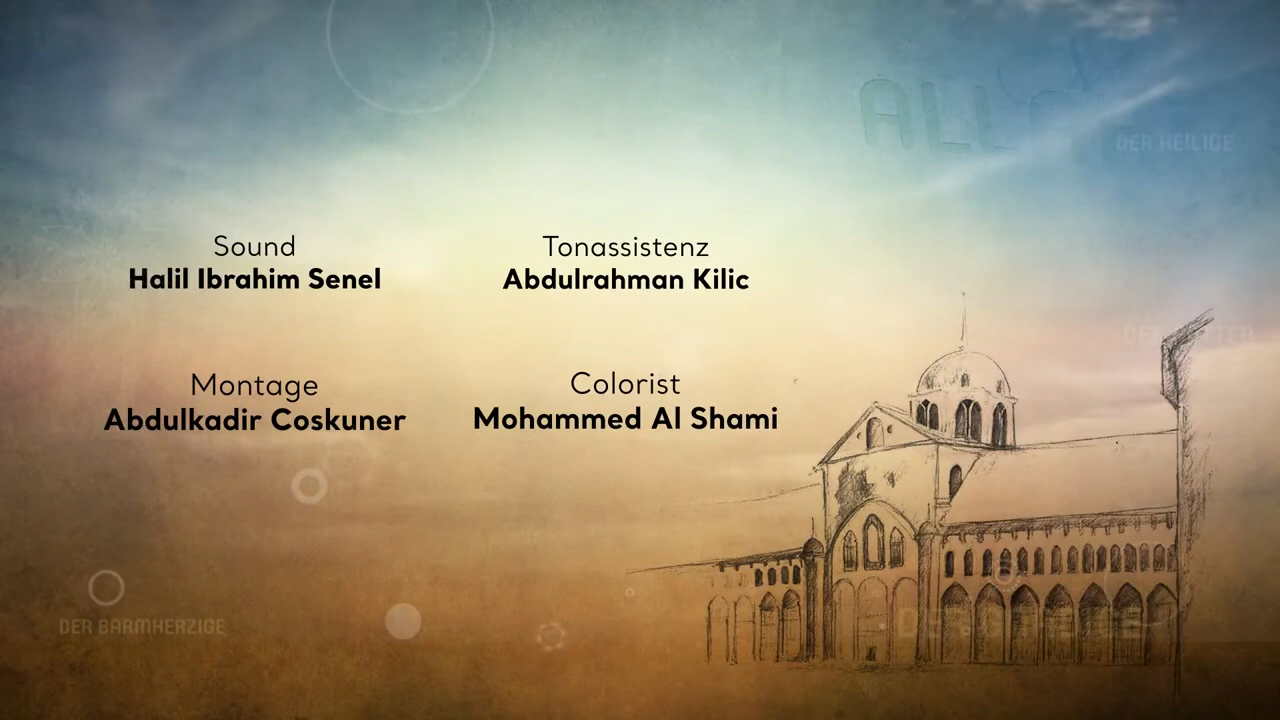 DER HEILIGE
Sound
Halil Ibrahim Senel
Tonassistenz
Abdulrahman Kilic
Montage
Abdulkadir Coskuner
Colorist
Mohammed Al Shami
DER BARMHERZIGE